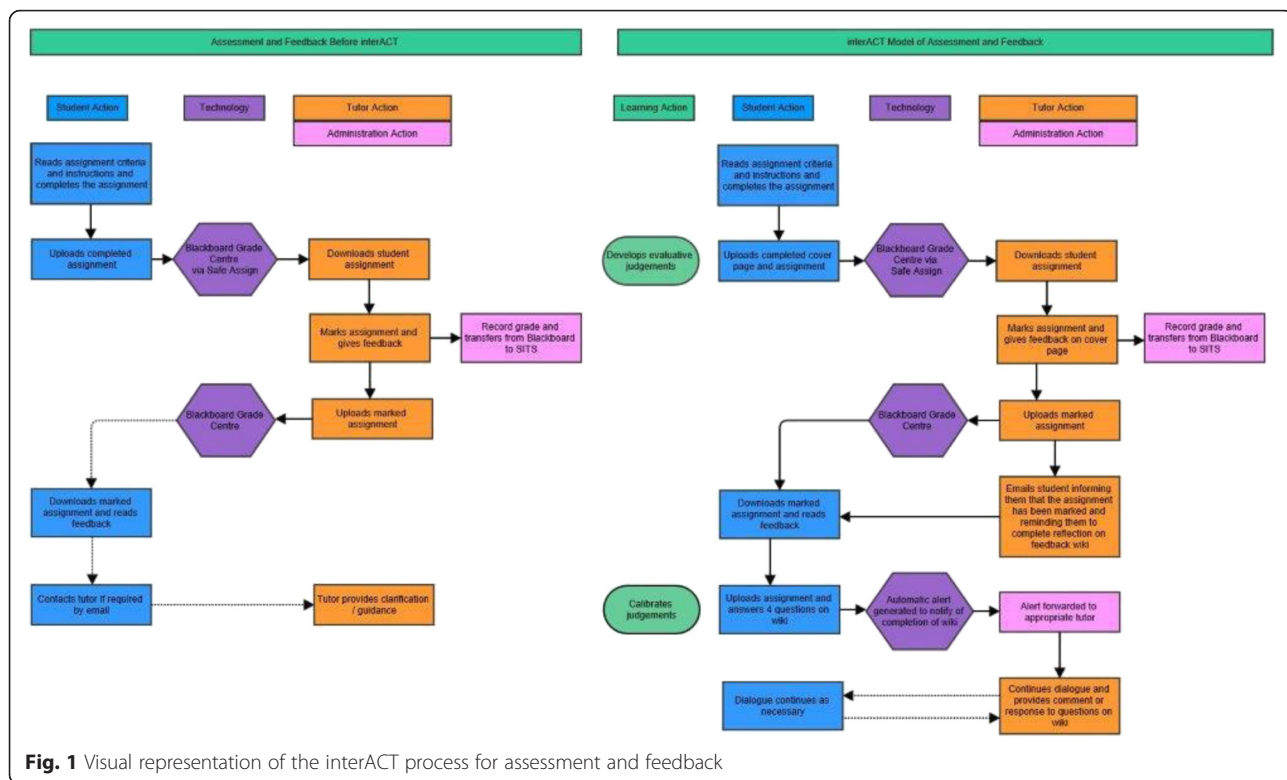 Assessment and Feedback Before interACT
Student Action
Technology
Tutor Action
Administration Action
Reads assignment criteria
and instructions and
completes the assignment
Uploads completed
assignment
Blackboard Grade
Centre
via Safe Assign
Downloads student
assignment
Marks assignment and
gives feedback
Record grade and
transfers from Blackboard
to SITS
Uploads marked
assignment
Blackboard Grade
Centre
Downloads marked
assignment and reads
feedback
Contacts tutor if required
by email
Tutor provides clarification
/ guidance
interACT Model of Assessment and Feedback
Learning Action
Student Action
Technology
Tutor Action
Administration Action
Reads assignment criteria
and instructions and
completes the assignment
Develops evaluative
judgements
Uploads completed cover
page and assignment
Blackboard Grade
Centre via
Safe Assign
Downloads student
assignment
Marks assignment and
gives feedback on cover
page
Record grade and
transfers from Blackboard
to SITS
Uploads marked
assignment
Blackboard Grade
Centre
Emails student informing
them that the assignment
has been marked and
reminding them to
complete reflection on
feedback wiki
Downloads marked
assignment and reads
feedback
Calibrates
judgements
Uploads assignment and
answers 4 questions on
wiki
Automatic alert
generated to notify of
completion of wiki
Alert forwarded to
appropriate tutor
Continues dialogue and
provides comment or
response to questions on
wiki
Dialogue continues as
necessary
Fig. 1 Visual representation of the interACT process for assessment and feedback